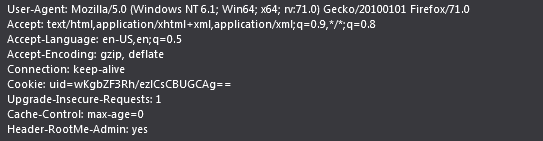 User-Agent: Mozilla/5.0 (Windows NT 6.1; Win64; x64; rv:71.0) Gecko/20100101 Firefox/71.0
Accept: text/html,application/xhtml+xml,application/xml;q=0.9,*/*;q=0.8
Accept-Language: en-US,en;q=0.5
Accept-Encoding: gzip, deflate
Connection: keep-alive
Cookie: uid=wKgbZF3Rh/ezICsCBUGCAg==
Upgrade-Insecure-Requests: 1
Cache-Control: max-age=0
Header-RootMe-Admin: yes